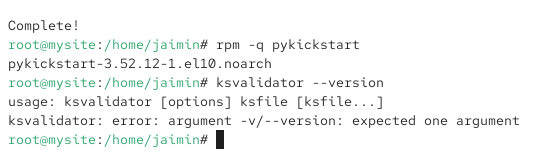 Complete!
root@mysite:/home/jaimin# rpm -q pykickstart
pykickstart-3.52.12-1.el10.noarch
root@mysite:/home/jaimin# ksvalidator --version
usage: ksvalidator [options] ksfile [ksfile...]
ksvalidator: error: argument -v/--version: expected one argument
root@mysite:/home/jaimin#